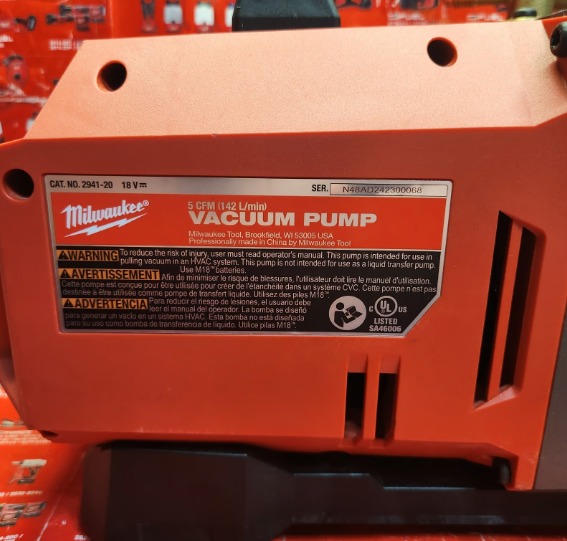 CAT. NO. 2941-20 18 V⎓ SER. N48AD242300068
Milwaukee®
5 CFM (142 L/min)
VACUUM PUMP
Milwaukee Tool, Brookfield, WI 53005 USA
Professionally made in China by Milwaukee Tool
WARNING To reduce the risk of injury, user must read operator's manual. This pump is intended for use in
pulling vacuum in an HVAC system. This pump is not intended for use as a liquid transfer pump.
Use M18™ batteries.
AVERTISSEMENT Afin de minimiser le risque de blessures, l'utilisateur doit lire le manuel d'utilisation.
Cette pompe est conçue pour être utilisée pour créer de l'étanchéité dans un système CVC. Cette pompe n'est pas
destinée à être utilisée comme pompe de transfert liquide. Utilisez des piles M18™.
ADVERTENCIA Para reducir el riesgo de lesiones, el usuario debe
leer el manual del operador. La bomba se diseñó
para generar un vacío en un sistema HVAC. Esta bomba no está diseñada
para su uso como bomba de transferencia de líquido. Utilice pilas M18™.
C UL US
LISTED
SA46006